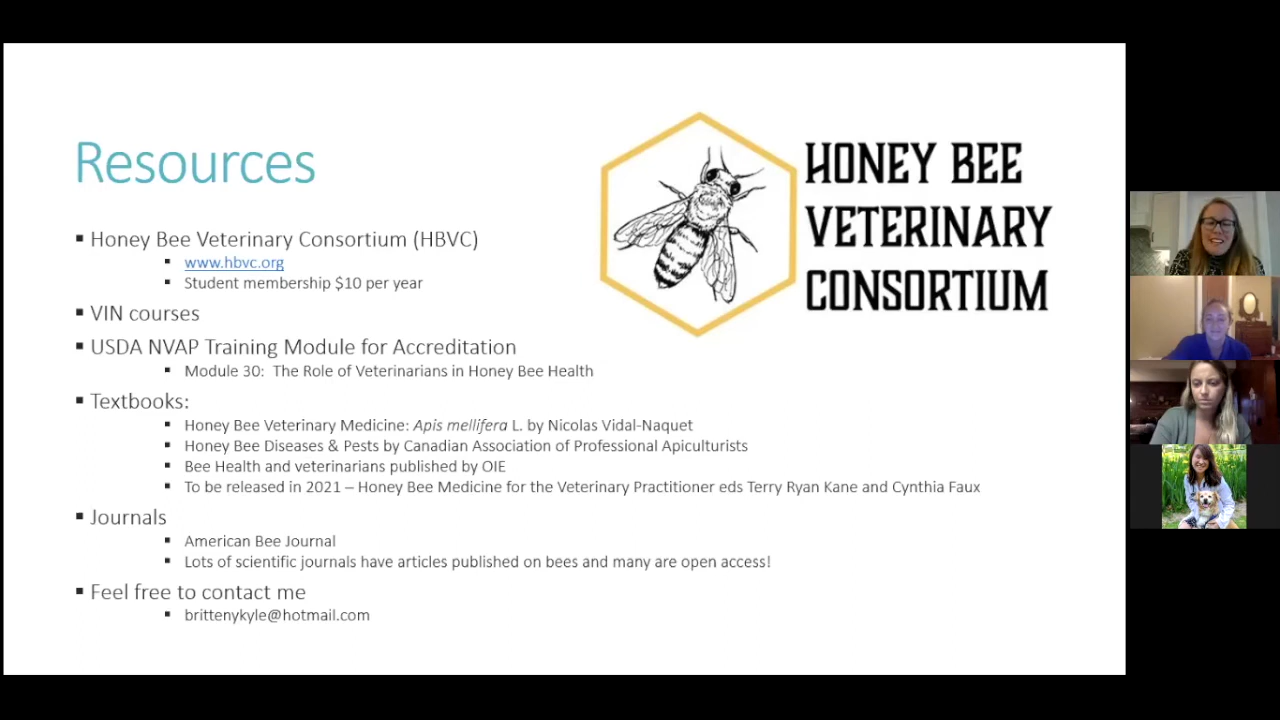 Resources
HONEY BEE
VETERINARY
CONSORTIUM
Honey Bee Veterinary Consortium (HBVC)
www.hbvc.org
Student membership $10 per year
VIN courses
USDA NVAP Training Module for Accreditation
Module 30: The Role of Veterinarians in Honey Bee Health
Textbooks:
Honey Bee Veterinary Medicine: Apis mellifera L. by Nicolas Vidal-Naquet
Honey Bee Diseases & Pests by Canadian Association of Professional Apiculturists
Bee Health and veterinarians published by OIE
To be released in 2021 – Honey Bee Medicine for the Veterinary Practitioner eds Terry Ryan Kane and Cynthia Faux
Journals
American Bee Journal
Lots of scientific journals have articles published on bees and many are open access!
Feel free to contact me
brittenykyle@hotmail.com